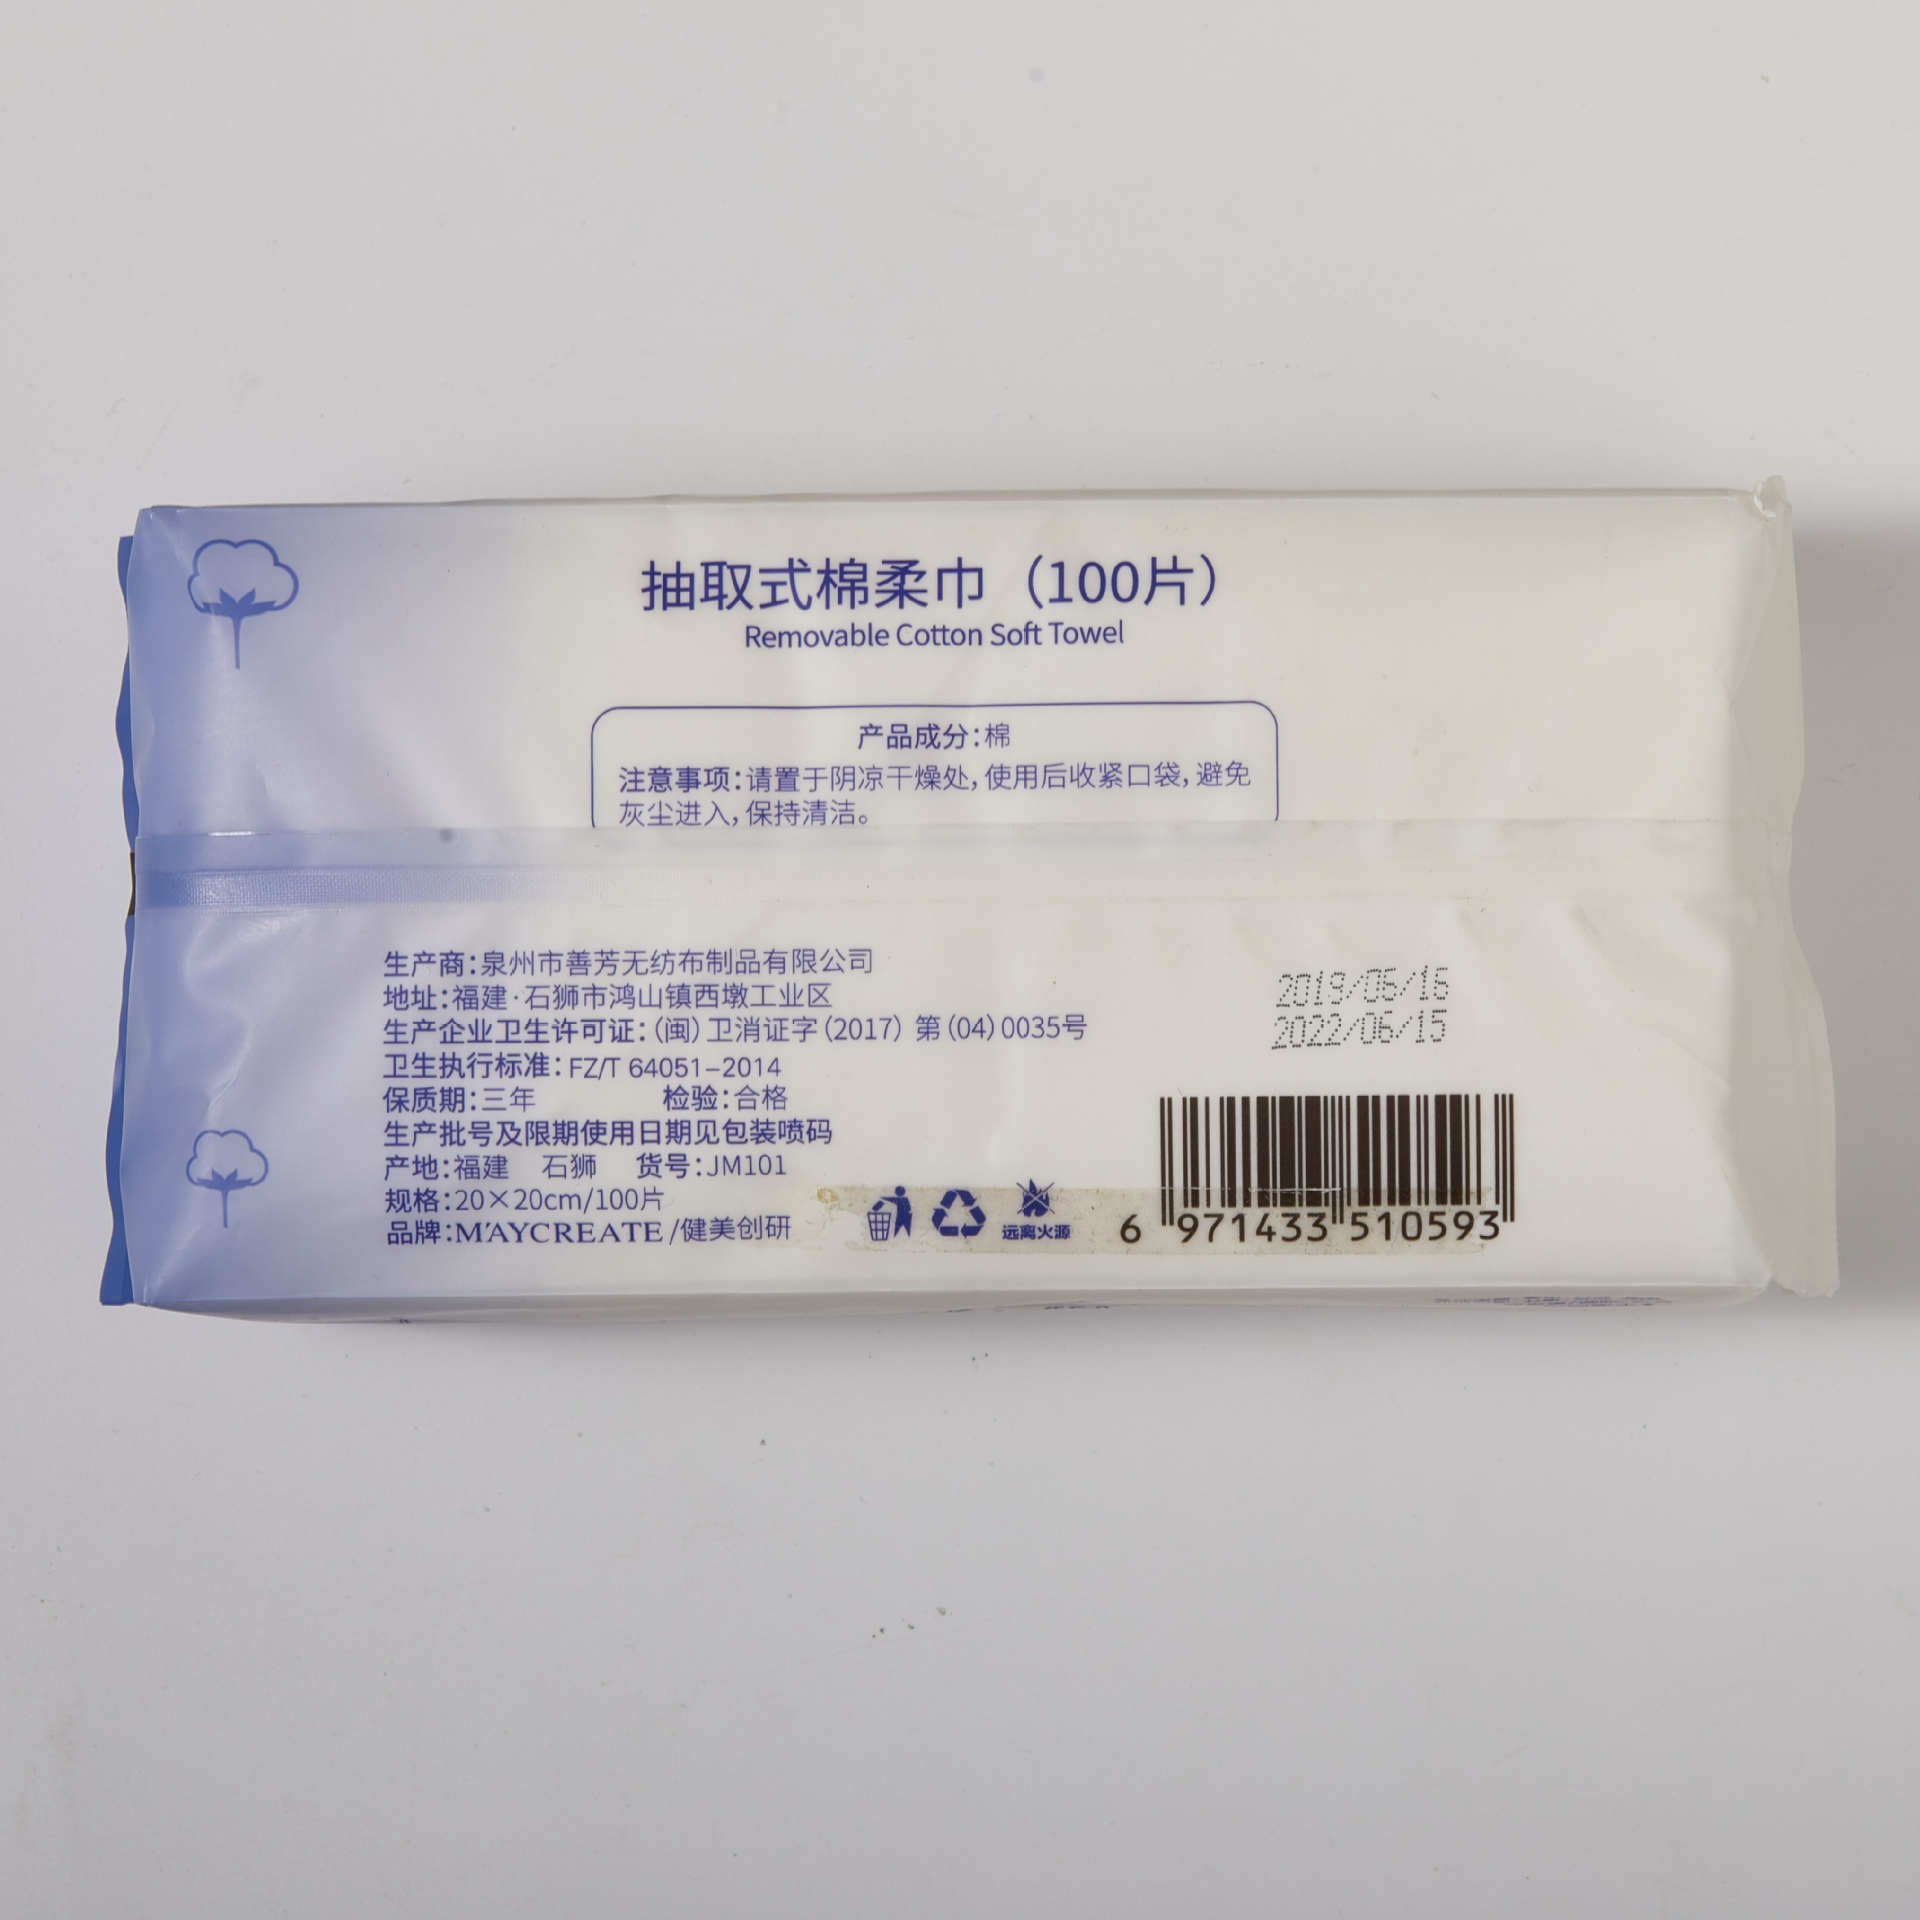 抽取式棉柔巾（100片）
Removable Cotton Soft Towel
产品成分：棉
注意事项：请置于阴凉干燥处，使用后收紧口袋，避免
灰尘进入，保持清洁。
生产商：泉州市善芳无纺布制品有限公司
地址：福建·石狮市鸿山镇西墩工业区
生产企业卫生许可证：（闽）卫消证字（2017）第（04）0035号
卫生执行标准：FZ/T 64051-2014
保质期：三年 检验：合格
生产批号及限期使用日期见包装喷码
产地：福建 石狮 货号：JM101
规格：20×20cm/100片
品牌：M'AYCREATE/健美创研
2019/06/16
2022/06/15
远离火源
6 971433 510593